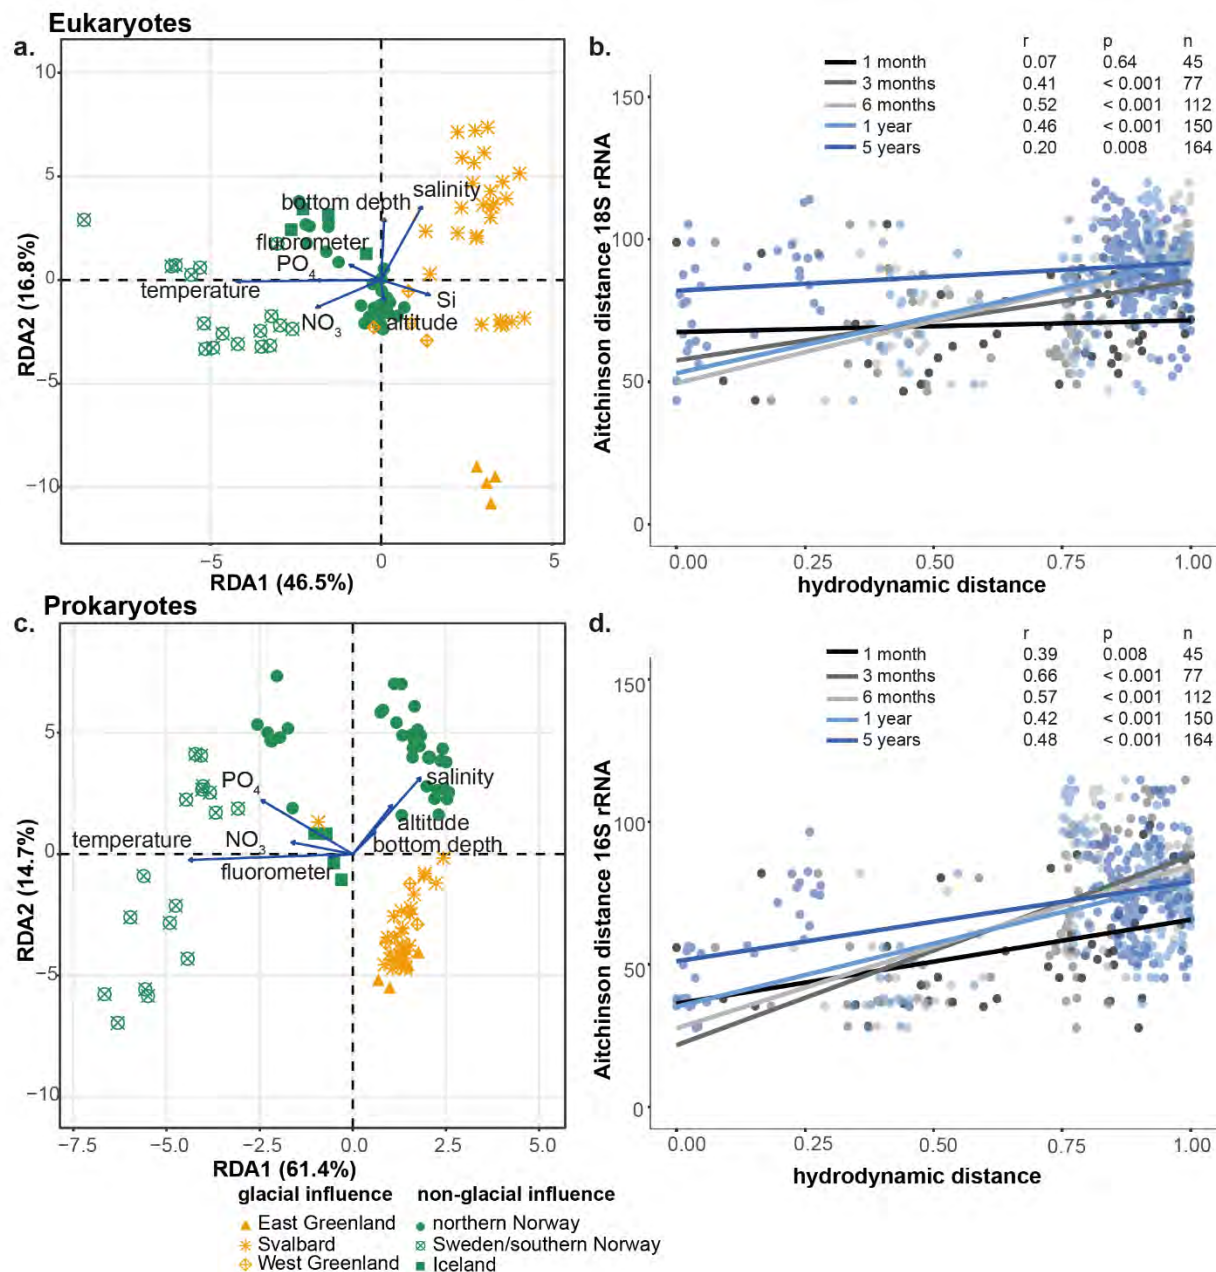 Eukaryotes
a.
10
5
0
−5
−10
RDA2 (16.8%)
bottom depth
salinity
fluorometer
PO4
temperature
NO3
Si
altitude
−5
0
5
RDA1 (46.5%)
b.
r p n
1 month 0.07 0.64 45
3 months 0.41 < 0.001 77
6 months 0.52 < 0.001 112
1 year 0.46 < 0.001 150
5 years 0.20 0.008 164
150
100
50
0
Aitchinson distance 18S rRNA
0.00 0.25 0.50 0.75 1.00
hydrodynamic distance
Prokaryotes
c.
5
0
−5
−10
RDA2 (14.7%)
PO4
salinity
temperature
NO3
altitude
bottom depth
fluorometer
−7.5 −5.0 −2.5 0.0 2.5 5.0
RDA1 (61.4%)
d.
r p n
1 month 0.39 0.008 45
3 months 0.66 < 0.001 77
6 months 0.57 < 0.001 112
1 year 0.42 < 0.001 150
5 years 0.48 < 0.001 164
150
100
50
0
Aitchinson distance 16S rRNA
0.00 0.25 0.50 0.75 1.00
hydrodynamic distance
glacial influence non-glacial influence
East Greenland northern Norway
Svalbard Sweden/southern Norway
West Greenland Iceland